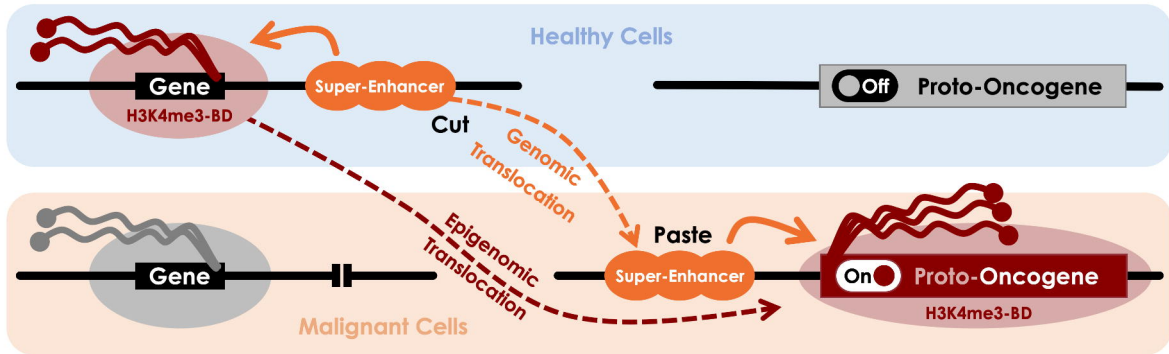 Healthy Cells
Gene
Super-Enhancer
Off
Proto-Oncogene
H3K4me3-BD
Cut
Genomic
Translocation
Epigenomic
Translocation
Paste
Gene
Super-Enhancer
On
Proto-Oncogene
H3K4me3-BD
Malignant Cells